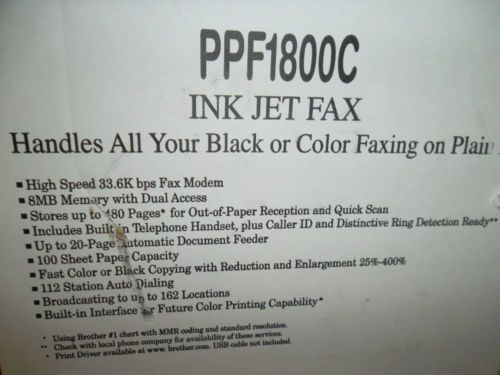 PPF1800C
INK JET FAX
Handles All Your Black or Color Faxing on Plain
▪ High Speed 33.6K bps Fax Modem
▪ 8MB Memory with Dual Access
▪ Stores up to 480 Pages* for Out-of-Paper Reception and Quick Scan
▪ Includes Built in Telephone Handset, plus Caller ID and Distinctive Ring Detection Ready**
▪ Up to 20-Page Automatic Document Feeder
▪ 100 Sheet Paper Capacity
▪ Fast Color or Black Copying with Reduction and Enlargement 25%-400%
▪ 112 Station Auto Dialing
▪ Broadcasting to up to 162 Locations
▪ Built-in Interface for Future Color Printing Capability▲
* Using Brother #1 chart with MMR coding and standard resolution.
** Check with local phone company for availability of these services.
▲ Print Driver available at www.brother.com. USB cable not included.